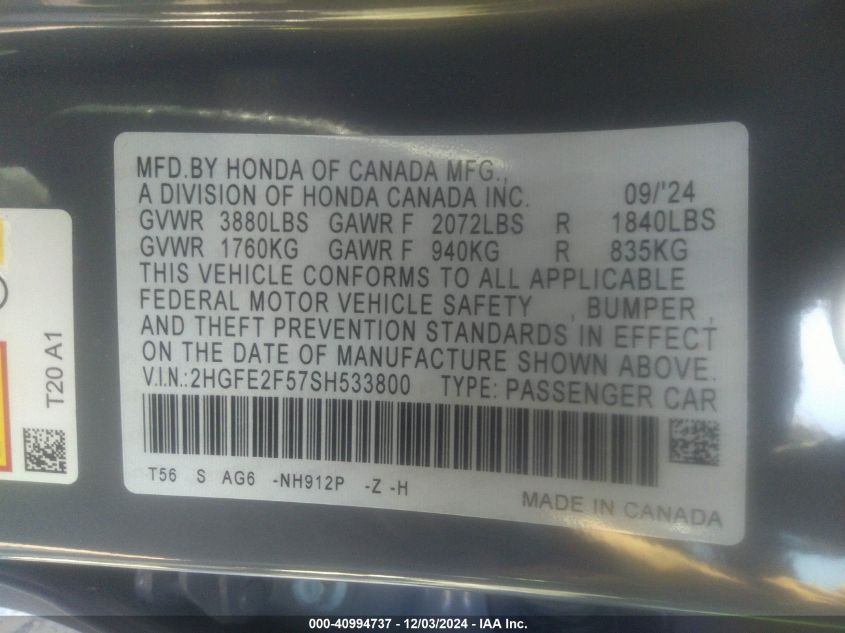 MFD.BY HONDA OF CANADA MFG.,
A DIVISION OF HONDA CANADA INC. 09/'24
GVWR 3880LBS GAWR F 2072LBS R 1840LBS
GVWR 1760KG GAWR F 940KG R 835KG
THIS VEHICLE CONFORMS TO ALL APPLICABLE
FEDERAL MOTOR VEHICLE SAFETY , BUMPER ,
AND THEFT PREVENTION STANDARDS IN EFFECT
ON THE DATE OF MANUFACTURE SHOWN ABOVE.
V.I.N.:2HGFE2F57SH533800 TYPE: PASSENGER CAR
T56 S AG6 -NH912P -Z -H
MADE IN CANADA
T20 A1
000-40994737 - 12/03/2024 - IAA Inc.